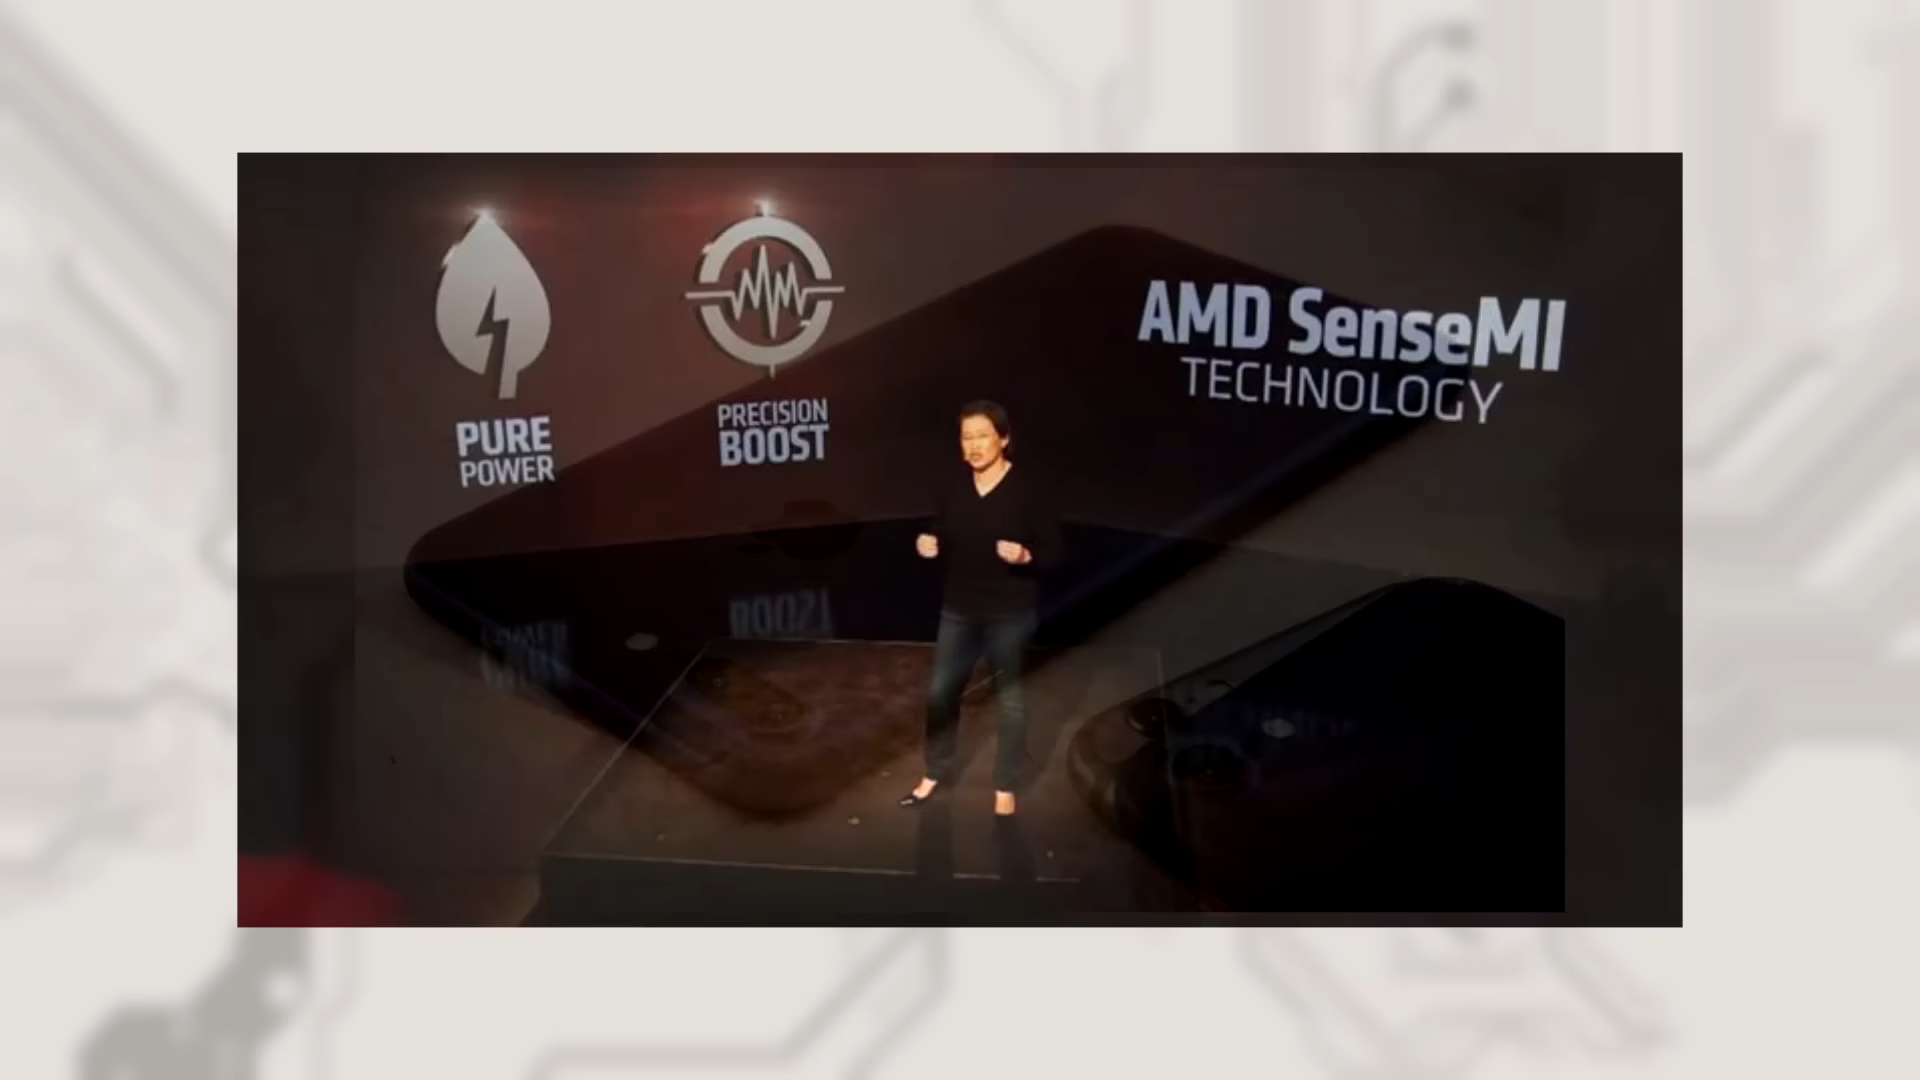 PURE
POWER
PRECISION
BOOST
AMD SenseMI
TECHNOLOGY